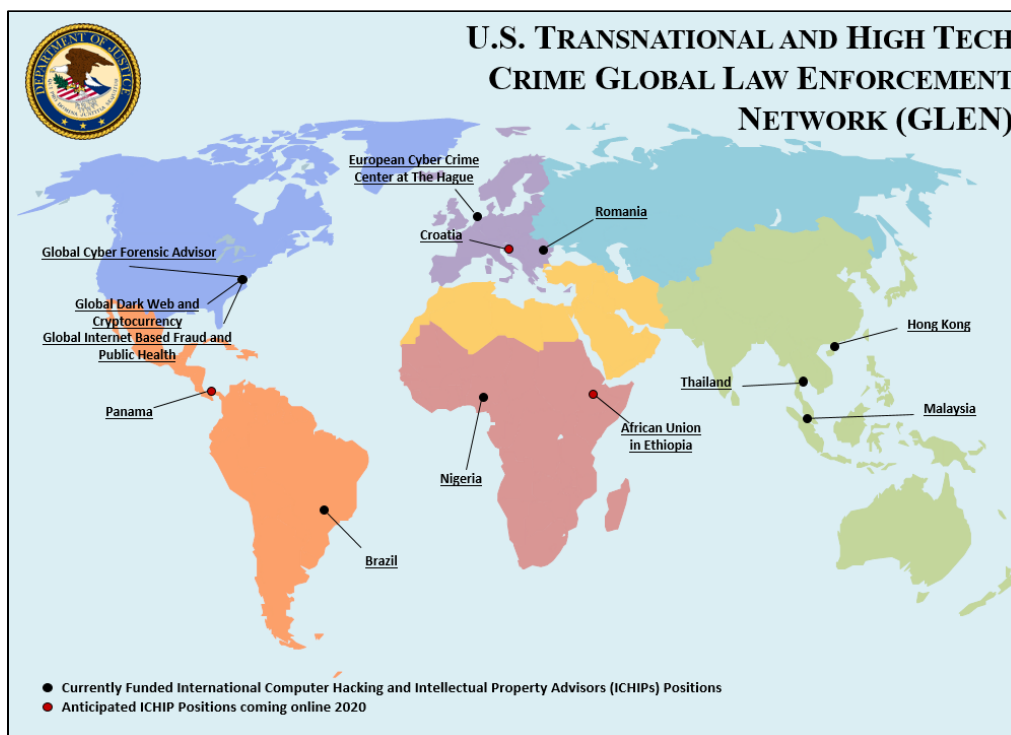 DEPARTMENT OF JUSTICE
U.S. TRANSNATIONAL AND HIGH TECH
CRIME GLOBAL LAW ENFORCEMENT
NETWORK (GLEN)
European Cyber Crime
Center at The Hague
Romania
Croatia
Global Cyber Forensic Advisor
Global Dark Web and
Cryptocurrency
Global Internet Based Fraud and
Public Health
Hong Kong
Thailand
Malaysia
Panama
African Union
in Ethiopia
Nigeria
Brazil
Currently Funded International Computer Hacking and Intellectual Property Advisors (ICHIPs) Positions
Anticipated ICHIP Positions coming online 2020